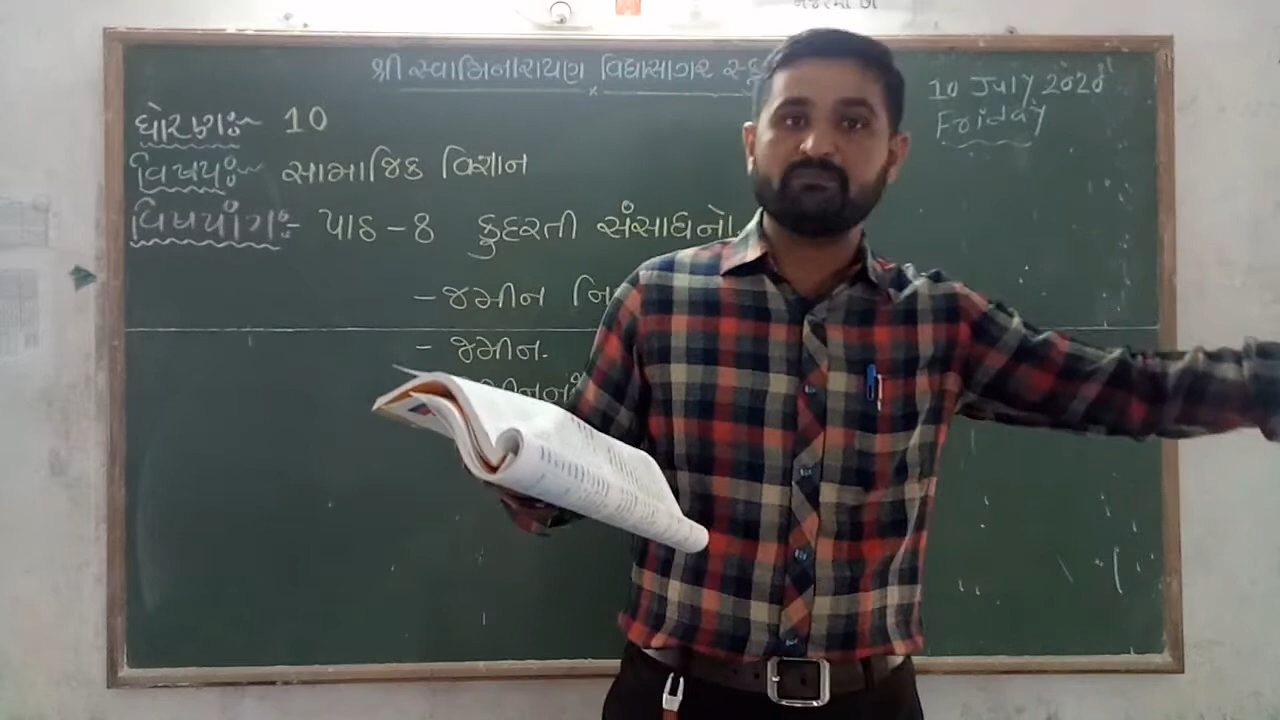 શ્રી સ્વામિનારાયણ વિદ્યાસાગર સ્કૂ
10 July 2020
Friday
ધોરણઃ- 10
વિષયઃ- સામાજિક વિજ્ઞાન
વિષયાંગઃ- પાઠ-8 કુદરતી સંસાધનો.
- જમીન નિ
- જમીન.